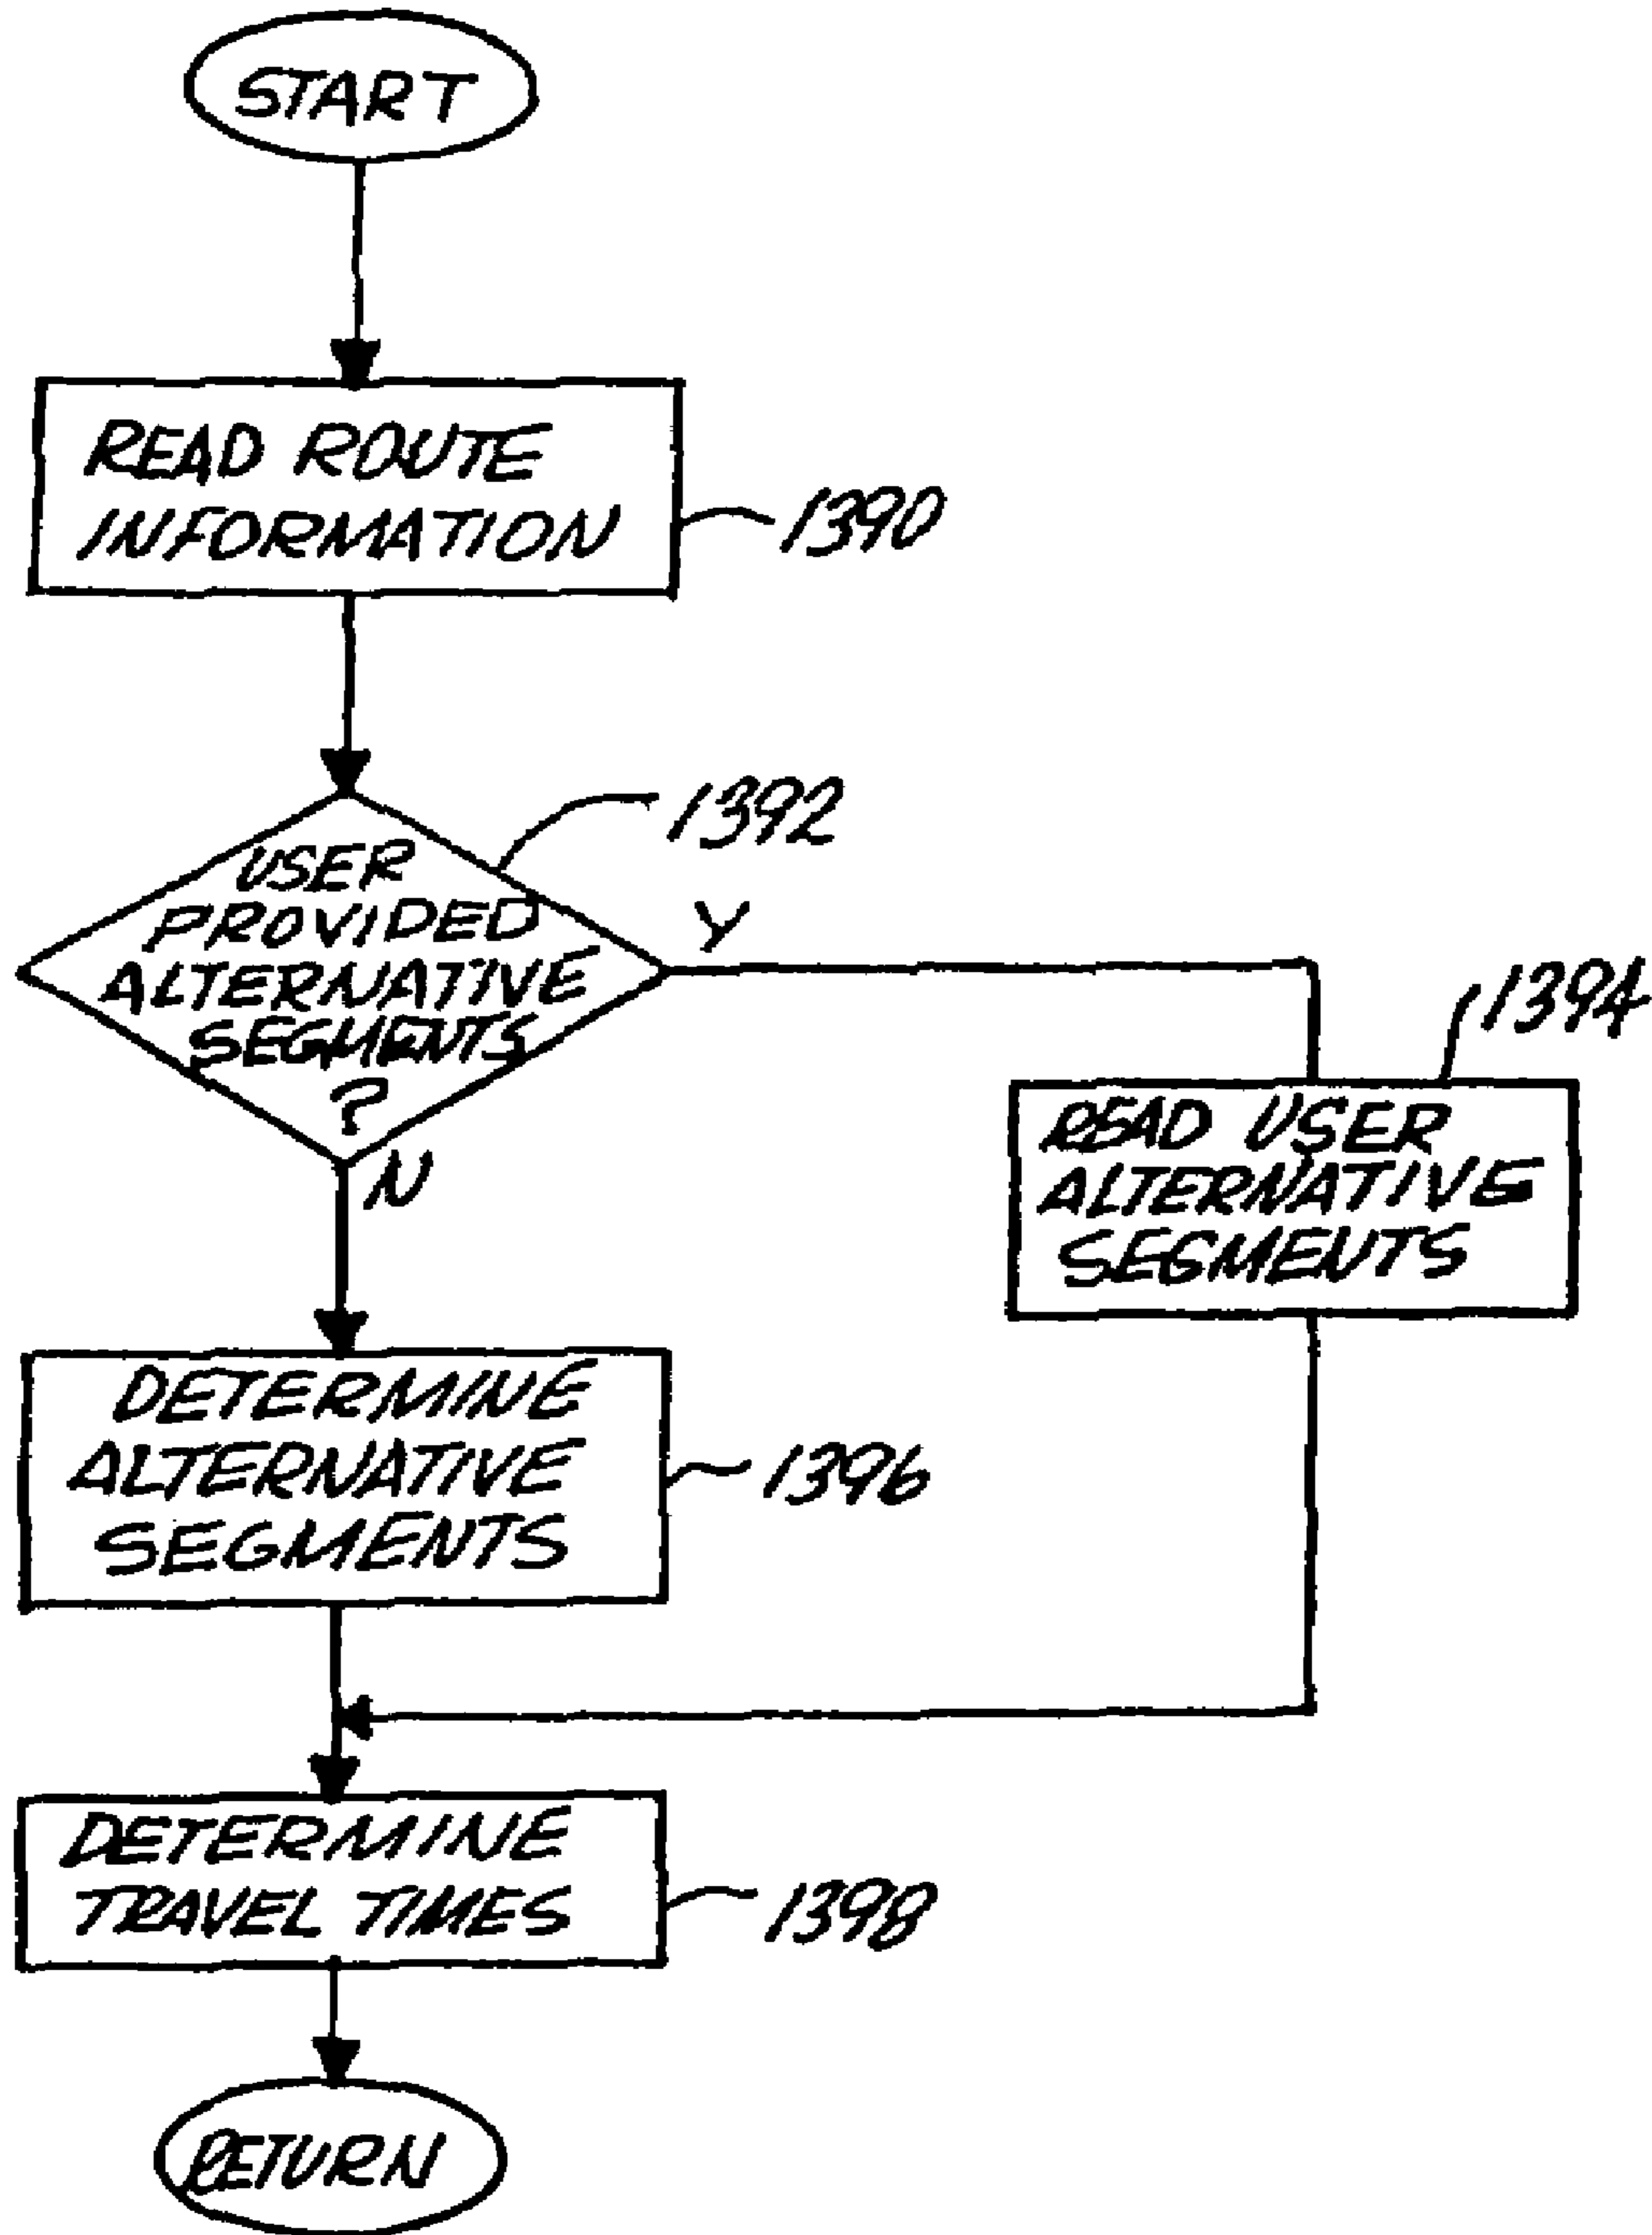 START
READ ROUTE
INFORMATION
1390
1392
USER
PROVIDED
ALTERNATIVE
SEGMENTS
?
Y
N
1394
READ USER
ALTERNATIVE
SEGMENTS
DETERMINE
ALTERNATIVE
SEGMENTS
1396
DETERMINE
TRAVEL TIMES
1398
RETURN